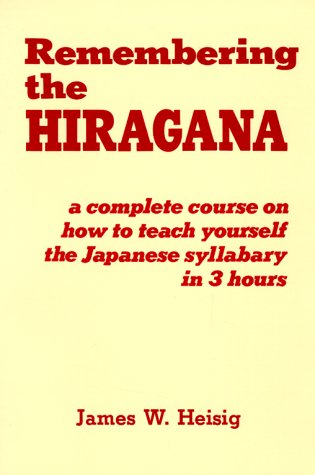 Remembering
the
HIRAGANA
a complete course on
how to teach yourself
the Japanese syllabary
in 3 hours
James W. Heisig